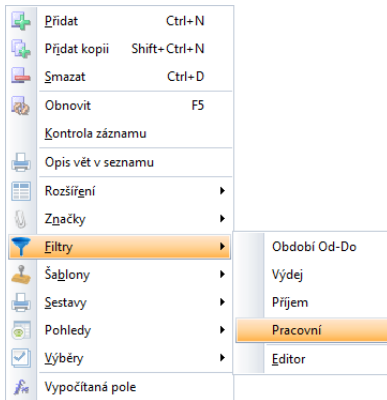 Přidat Ctrl+N
Přidat kopii Shift+Ctrl+N
Smazat Ctrl+D
Obnovit F5
Kontrola záznamu
Opis vět v seznamu
Rozšíření
Značky
Filtry
Období Od-Do
Šablony
Výdej
Sestavy
Příjem
Pohledy
Pracovní
Výběry
Editor
Vypočítaná pole